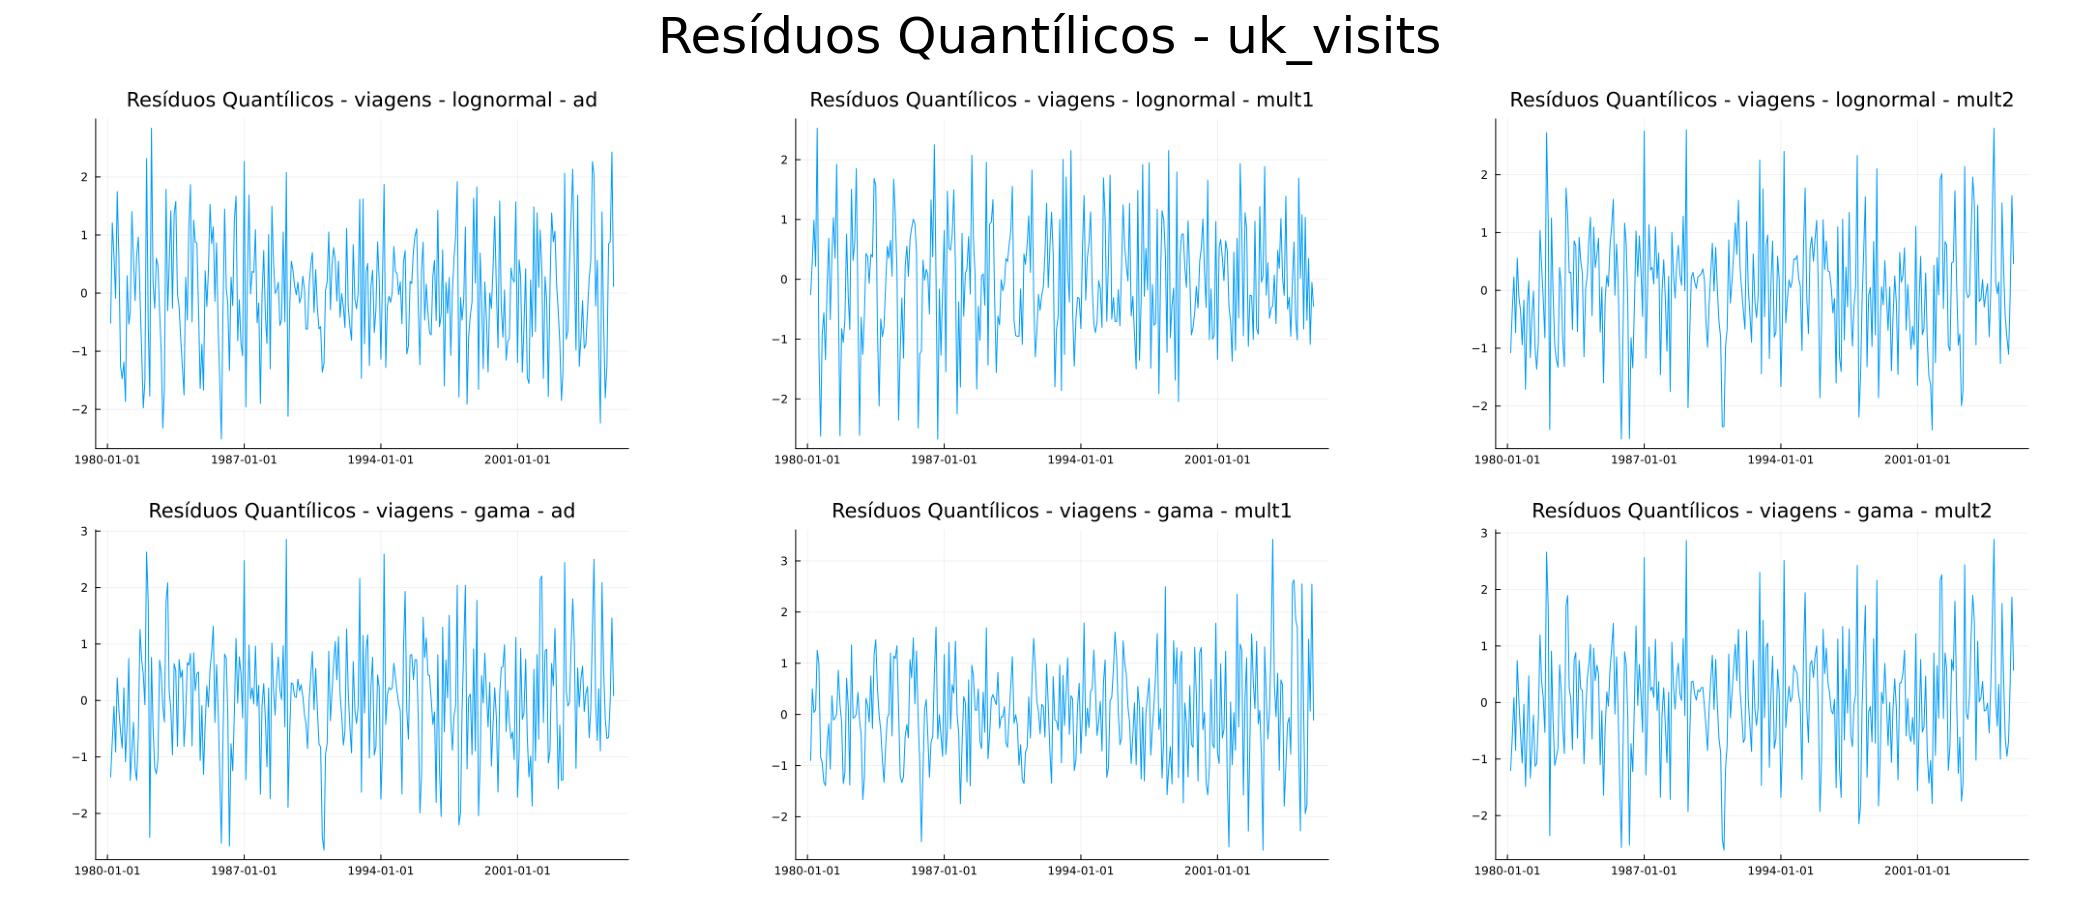 Resíduos Quantílicos - uk_visits
Resíduos Quantílicos - viagens - lognormal - ad
2
1
0
−1
−2
1980-01-01 1987-01-01 1994-01-01 2001-01-01
Resíduos Quantílicos - viagens - lognormal - mult1
2
1
0
−1
−2
1980-01-01 1987-01-01 1994-01-01 2001-01-01
Resíduos Quantílicos - viagens - lognormal - mult2
2
1
0
−1
−2
1980-01-01 1987-01-01 1994-01-01 2001-01-01
Resíduos Quantílicos - viagens - gama - ad
3
2
1
0
−1
−2
1980-01-01 1987-01-01 1994-01-01 2001-01-01
Resíduos Quantílicos - viagens - gama - mult1
3
2
1
0
−1
−2
1980-01-01 1987-01-01 1994-01-01 2001-01-01
Resíduos Quantílicos - viagens - gama - mult2
3
2
1
0
−1
−2
1980-01-01 1987-01-01 1994-01-01 2001-01-01